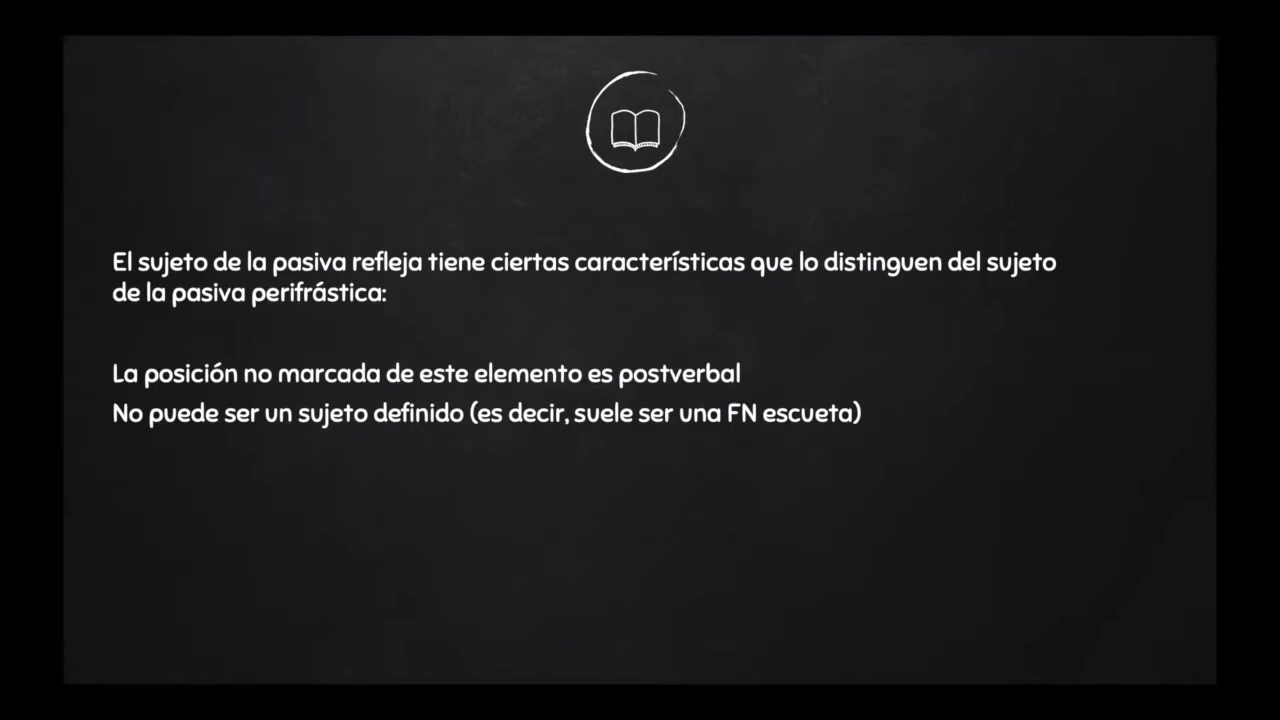 El sujeto de la pasiva refleja tiene ciertas características que lo distinguen del sujeto
de la pasiva perifrástica:
La posición no marcada de este elemento es postverbal
No puede ser un sujeto definido (es decir, suele ser una FN escueta)